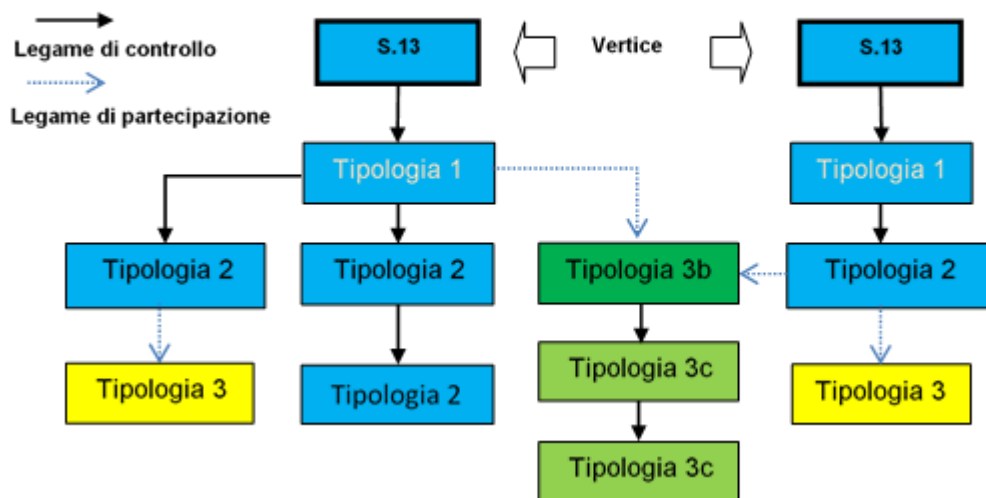 Legame di controllo
Legame di partecipazione
S.13
Vertice
S.13
Tipologia 1
Tipologia 1
Tipologia 2
Tipologia 2
Tipologia 3b
Tipologia 2
Tipologia 3
Tipologia 2
Tipologia 3c
Tipologia 3
Tipologia 3c